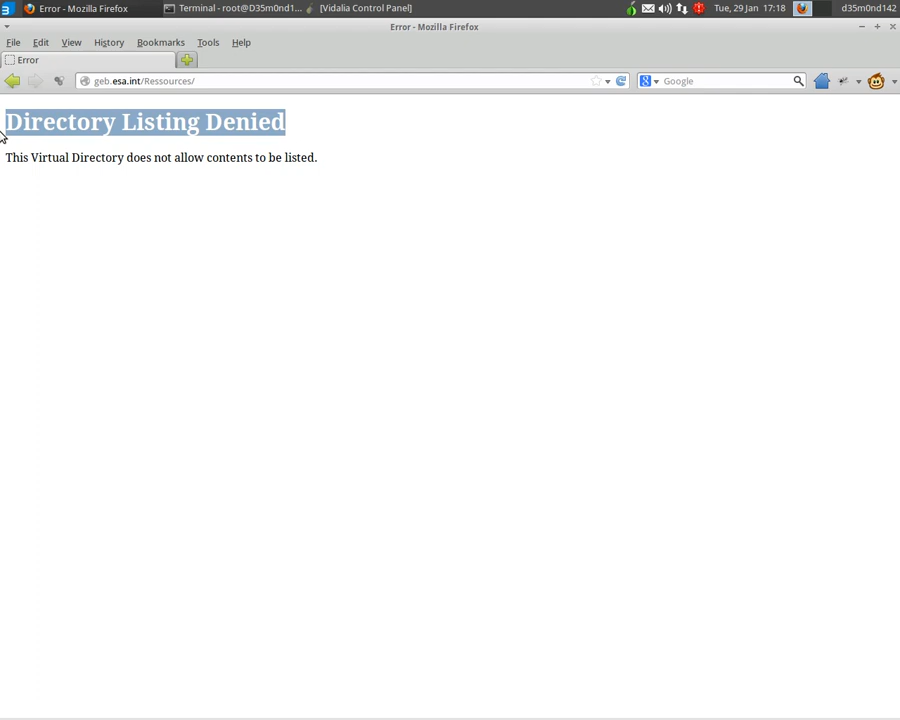 Error - Mozilla Firefox
Terminal - root@D35m0nd1...
[Vidalia Control Panel]
Tue, 29 Jan 17:18
d35m0nd142
Error - Mozilla Firefox
File Edit View History Bookmarks Tools Help
Error
geb.esa.int/Ressources/
Google
Directory Listing Denied
This Virtual Directory does not allow contents to be listed.